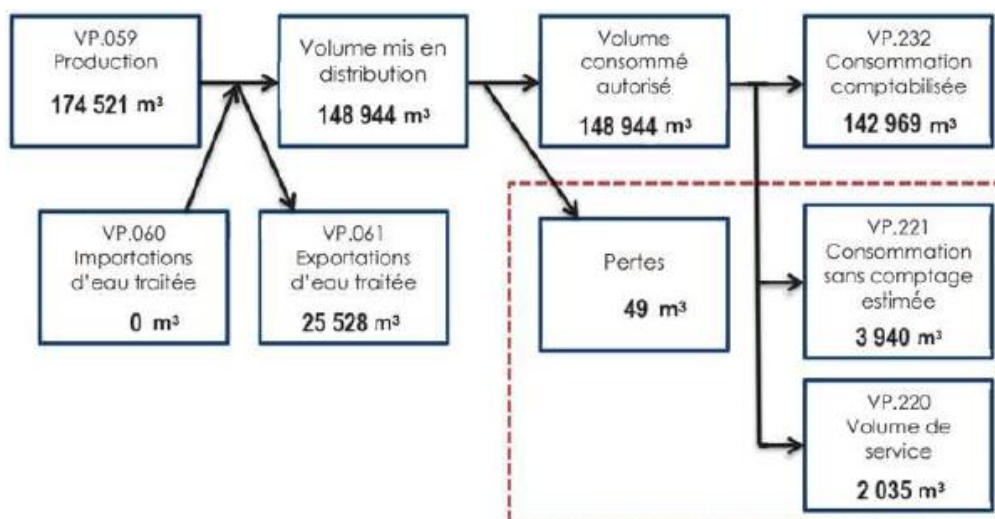 VP.059
Production
174 521 m³
Volume mis en
distribution
148 944 m³
Volume
consommé
autorisé
148 944 m³
VP.232
Consommation
comptabilisée
142 969 m³
VP.060
Importations
d'eau traitée
0 m³
VP.061
Exportations
d'eau traitée
25 528 m³
Pertes
49 m³
VP.221
Consommation
sans comptage
estimée
3 940 m³
VP.220
Volume de
service
2 035 m³